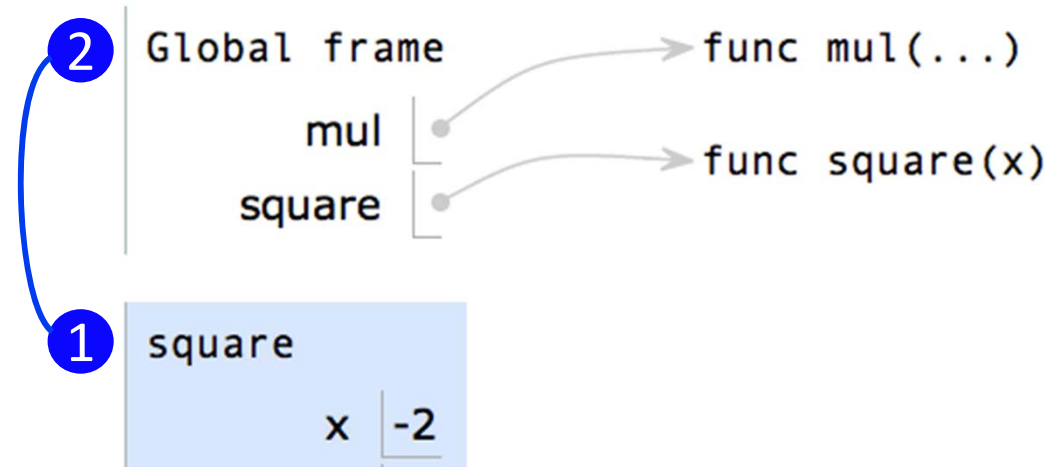 2 Global frame func mul(...)
mul
func square(x)
square
1 square
x -2